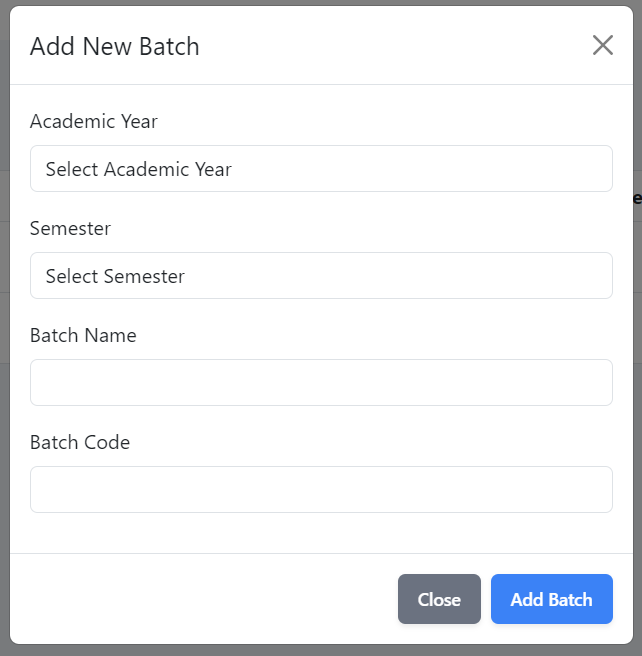 Add New Batch
Academic Year
Select Academic Year
Semester
Select Semester
Batch Name
Batch Code
Close
Add Batch